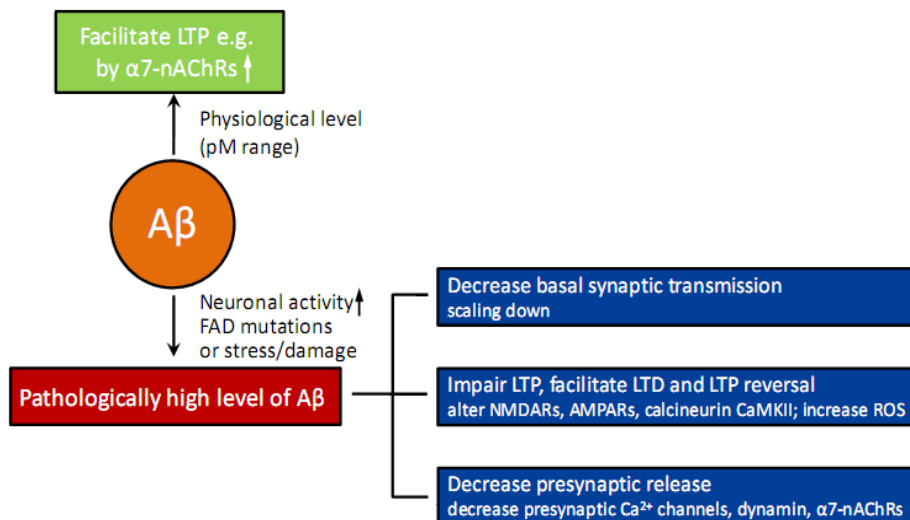 Facilitate LTP e.g.
by α7-nAChRs ↑
Physiological level
(pM range)
Aβ
Neuronal activity ↑
FAD mutations
or stress/damage
Pathologically high level of Aβ
Decrease basal synaptic transmission
scaling down
Impair LTP, facilitate LTD and LTP reversal
alter NMDARs, AMPARs, calcineurin CaMKII; increase ROS
Decrease presynaptic release
decrease presynaptic Ca²⁺ channels, dynamin, α7-nAChRs